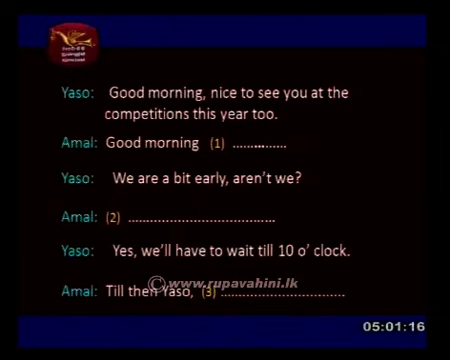 Yaso: Good morning, nice to see you at the
competitions this year too.
Amal: Good morning (1) ...............
Yaso: We are a bit early, aren't we?
Amal: (2) ........................................
Yaso: Yes, we'll have to wait till 10 o' clock.
Amal: Till then Yaso, (3) ..................................
© www.rupavahini.lk
05:01:16